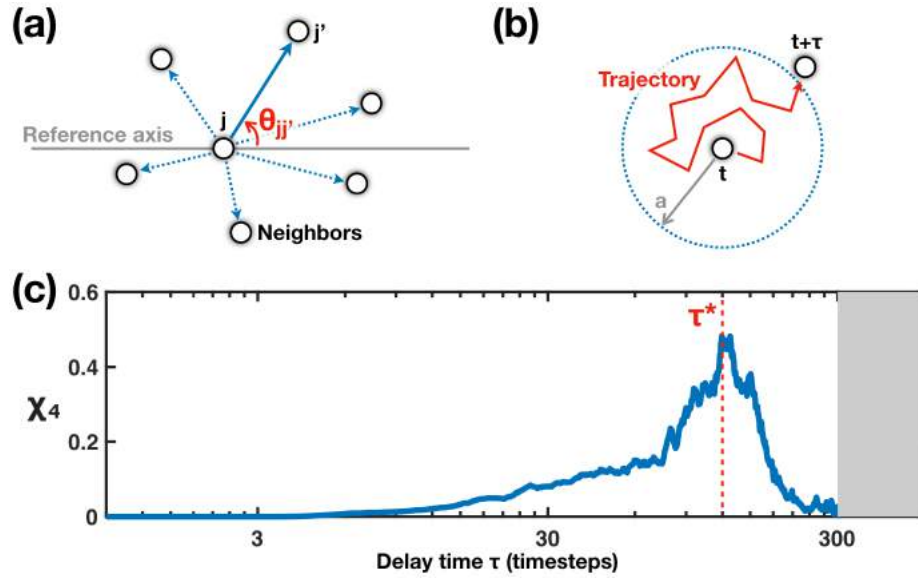 (a)
j'
j
θjj'
Reference axis
Neighbors
(b)
t+τ
Trajectory
t
a
(c)
0.6
0.4
0.2
0
χ4
τ*
3
30
300
Delay time τ (timesteps)